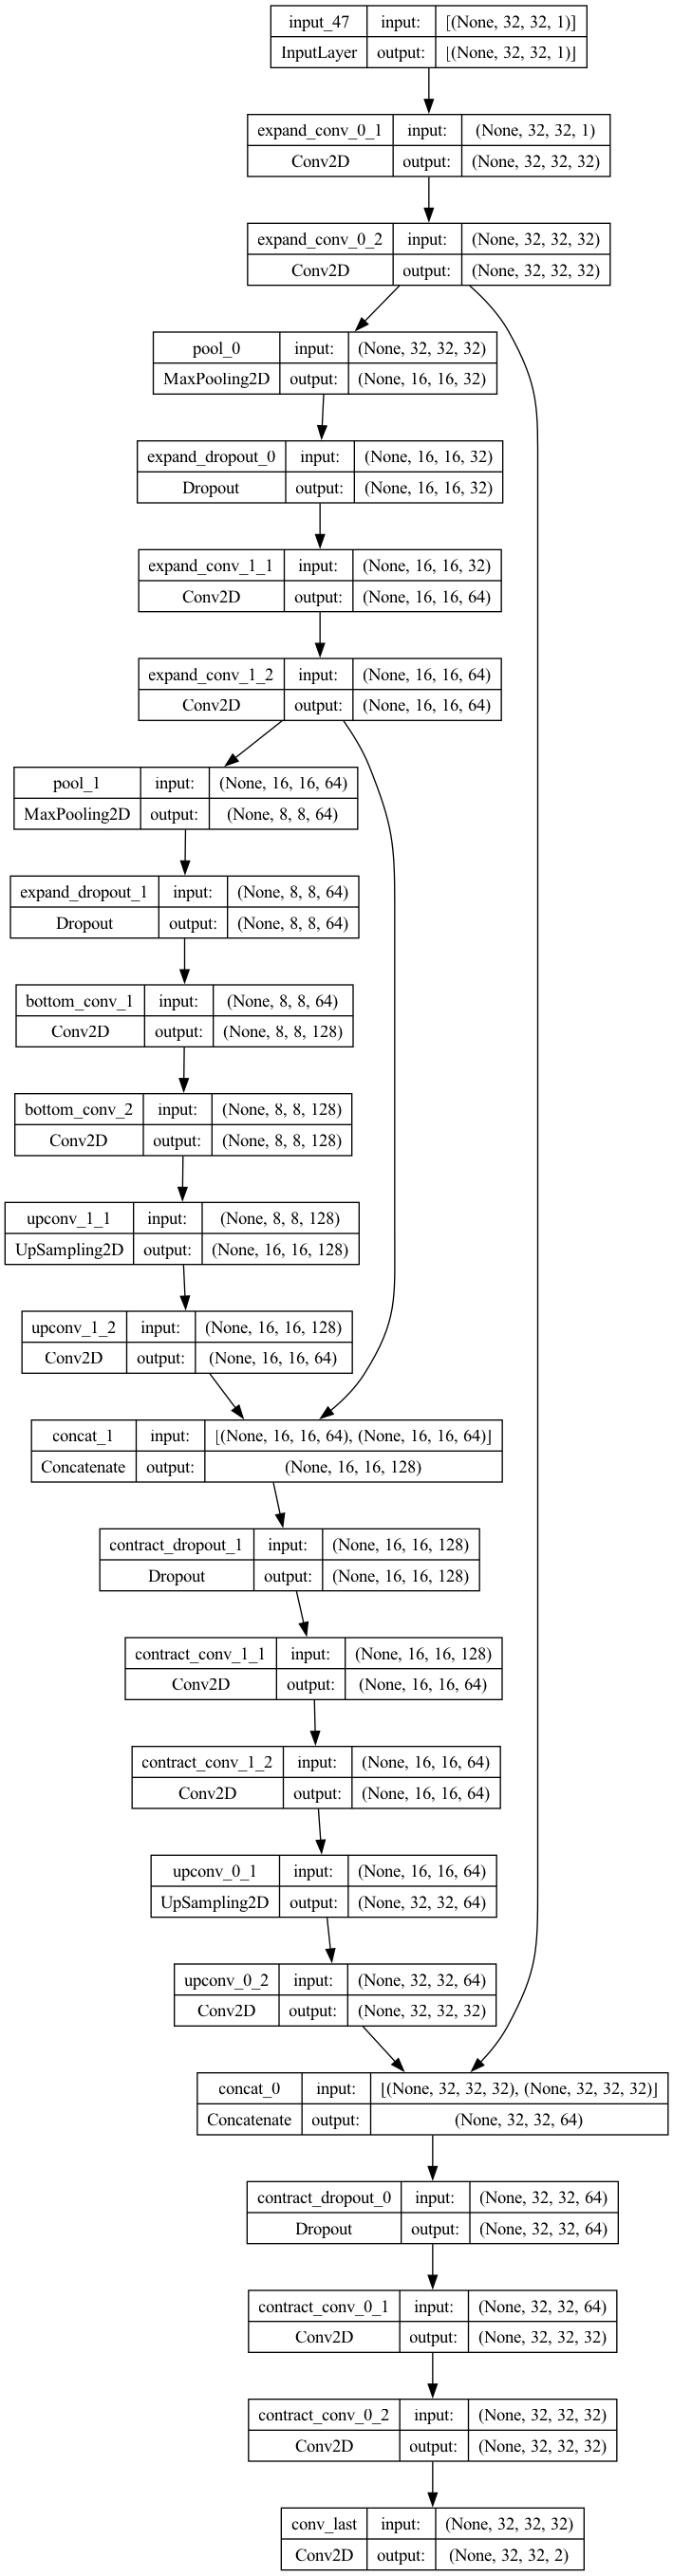 input_47 input: [(None, 32, 32, 1)]
InputLayer output: [(None, 32, 32, 1)]
expand_conv_0_1 input: (None, 32, 32, 1)
Conv2D output: (None, 32, 32, 32)
expand_conv_0_2 input: (None, 32, 32, 32)
Conv2D output: (None, 32, 32, 32)
pool_0 input: (None, 32, 32, 32)
MaxPooling2D output: (None, 16, 16, 32)
expand_dropout_0 input: (None, 16, 16, 32)
Dropout output: (None, 16, 16, 32)
expand_conv_1_1 input: (None, 16, 16, 32)
Conv2D output: (None, 16, 16, 64)
expand_conv_1_2 input: (None, 16, 16, 64)
Conv2D output: (None, 16, 16, 64)
pool_1 input: (None, 16, 16, 64)
MaxPooling2D output: (None, 8, 8, 64)
expand_dropout_1 input: (None, 8, 8, 64)
Dropout output: (None, 8, 8, 64)
bottom_conv_1 input: (None, 8, 8, 64)
Conv2D output: (None, 8, 8, 128)
bottom_conv_2 input: (None, 8, 8, 128)
Conv2D output: (None, 8, 8, 128)
upconv_1_1 input: (None, 8, 8, 128)
UpSampling2D output: (None, 16, 16, 128)
upconv_1_2 input: (None, 16, 16, 128)
Conv2D output: (None, 16, 16, 64)
concat_1 input: [(None, 16, 16, 64), (None, 16, 16, 64)]
Concatenate output: (None, 16, 16, 128)
contract_dropout_1 input: (None, 16, 16, 128)
Dropout output: (None, 16, 16, 128)
contract_conv_1_1 input: (None, 16, 16, 128)
Conv2D output: (None, 16, 16, 64)
contract_conv_1_2 input: (None, 16, 16, 64)
Conv2D output: (None, 16, 16, 64)
upconv_0_1 input: (None, 16, 16, 64)
UpSampling2D output: (None, 32, 32, 64)
upconv_0_2 input: (None, 32, 32, 64)
Conv2D output: (None, 32, 32, 32)
concat_0 input: [(None, 32, 32, 32), (None, 32, 32, 32)]
Concatenate output: (None, 32, 32, 64)
contract_dropout_0 input: (None, 32, 32, 64)
Dropout output: (None, 32, 32, 64)
contract_conv_0_1 input: (None, 32, 32, 64)
Conv2D output: (None, 32, 32, 32)
contract_conv_0_2 input: (None, 32, 32, 32)
Conv2D output: (None, 32, 32, 32)
conv_last input: (None, 32, 32, 32)
Conv2D output: (None, 32, 32, 2)